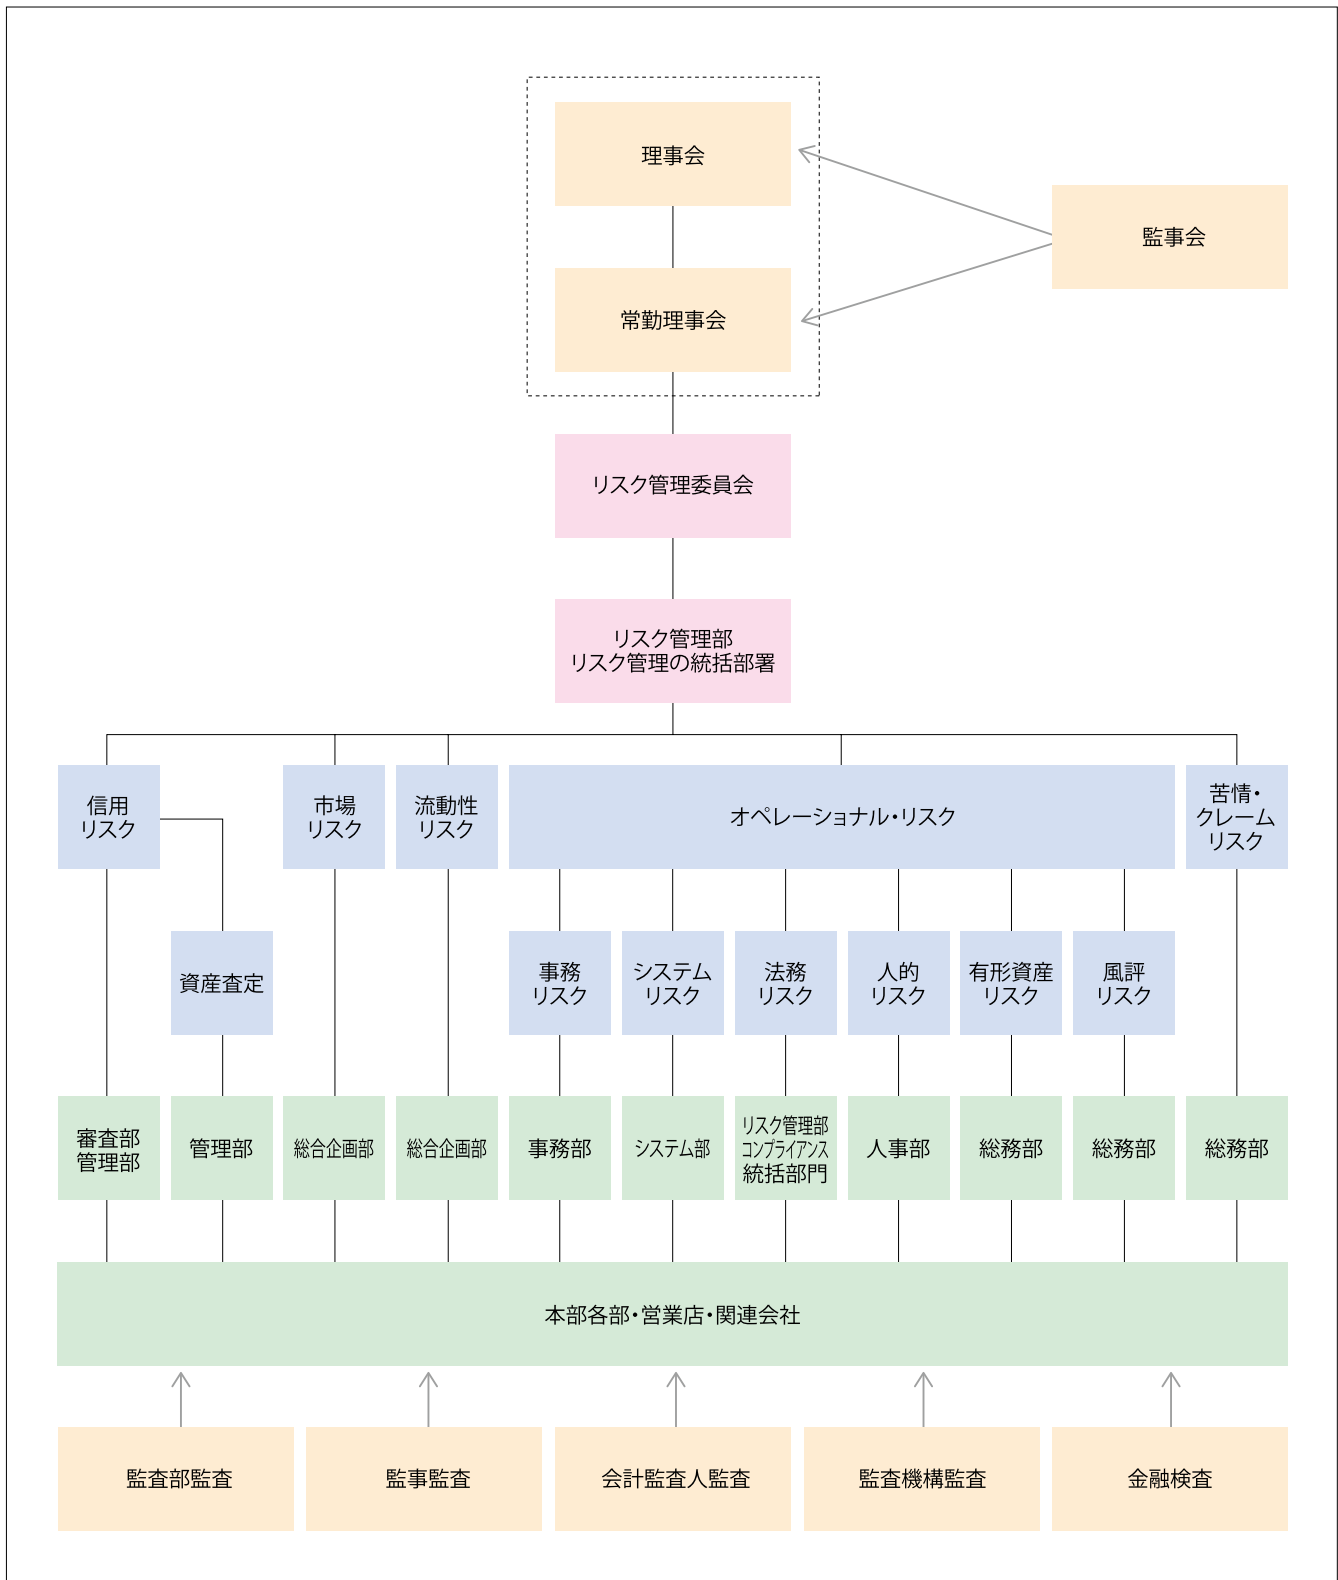 理事会
監事会
常勤理事会
リスク管理委員会
リスク管理部
リスク管理の統括部署
信用
リスク
市場
リスク
流動性
リスク
オペレーショナル・リスク
苦情・
クレーム
リスク
資産査定
事務
リスク
システム
リスク
法務
リスク
人的
リスク
有形資産
リスク
風評
リスク
審査部
管理部
管理部
総合企画部
総合企画部
事務部
システム部
リスク管理部
コンプライアンス
統括部門
人事部
総務部
総務部
総務部
本部各部・営業店・関連会社
監査部監査
監事監査
会計監査人監査
監査機構監査
金融検査